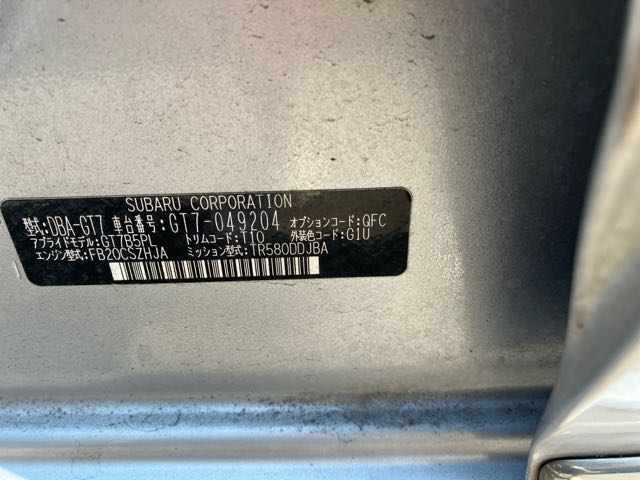 SUBARU CORPORATION
型式:DBA-GT7 車台番号:GT7-049204 オプションコード:QFC
アプライドモデル:GT7B5PL トリムコード:T10 外装色コード:G1U
エンジン型式:FB20CSZHJA ミッション型式:TR580DDJBA